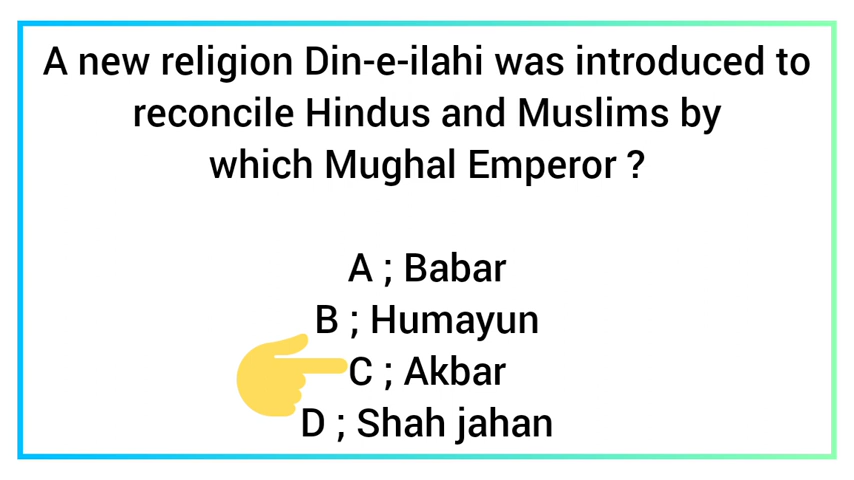 A new religion Din-e-ilahi was introduced to
reconcile Hindus and Muslims by
which Mughal Emperor ?
A ; Babar
B ; Humayun
C ; Akbar
D ; Shah jahan